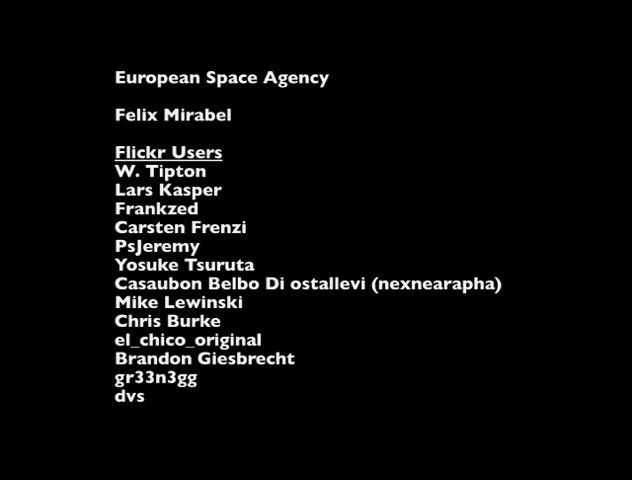 European Space Agency
Felix Mirabel
Flickr Users
W. Tipton
Lars Kasper
Frankzed
Carsten Frenzi
PsJeremy
Yosuke Tsuruta
Casaubon Belbo Di ostallevi (nexnearapha)
Mike Lewinski
Chris Burke
el_chico_original
Brandon Giesbrecht
gr33n3gg
dvs